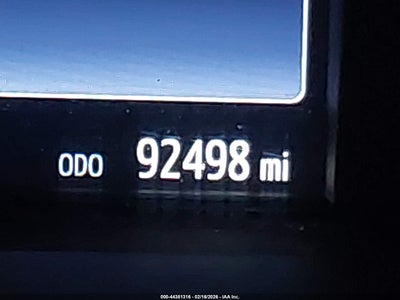 ODO 92498 mi
000-44351316 - 02/18/2026 - IAA Inc.